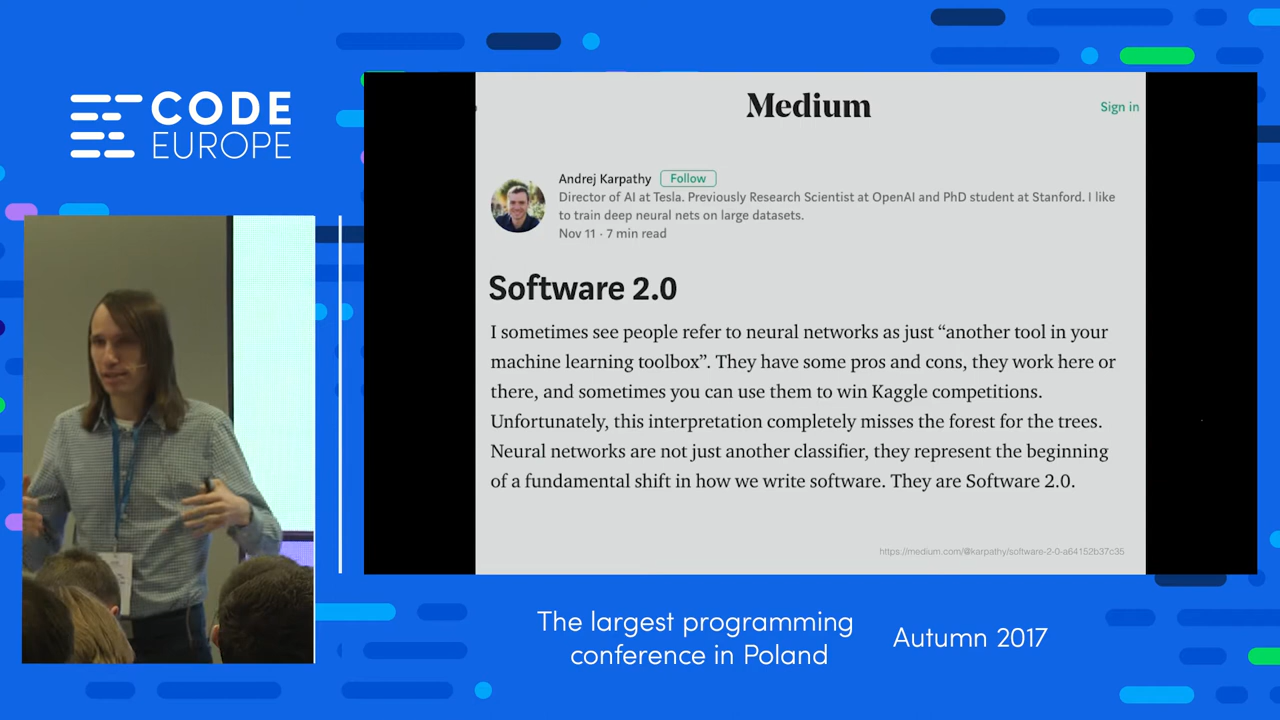 CODE
EUROPE
Medium
Sign in
Andrej Karpathy Follow
Director of AI at Tesla. Previously Research Scientist at OpenAI and PhD student at Stanford. I like
to train deep neural nets on large datasets.
Nov 11 · 7 min read
Software 2.0
I sometimes see people refer to neural networks as just “another tool in your
machine learning toolbox”. They have some pros and cons, they work here or
there, and sometimes you can use them to win Kaggle competitions.
Unfortunately, this interpretation completely misses the forest for the trees.
Neural networks are not just another classifier, they represent the beginning
of a fundamental shift in how we write software. They are Software 2.0.
https://medium.com/@karpathy/software-2-0-a64152b37c35
The largest programming
conference in Poland
Autumn 2017